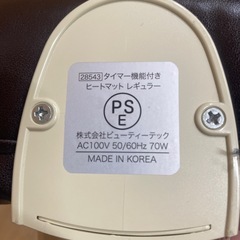 28543 タイマー機能付き
ヒートマット レギュラー
PS
E
株式会社ビューティーテック
AC100V 50/60Hz 70W
MADE IN KOREA